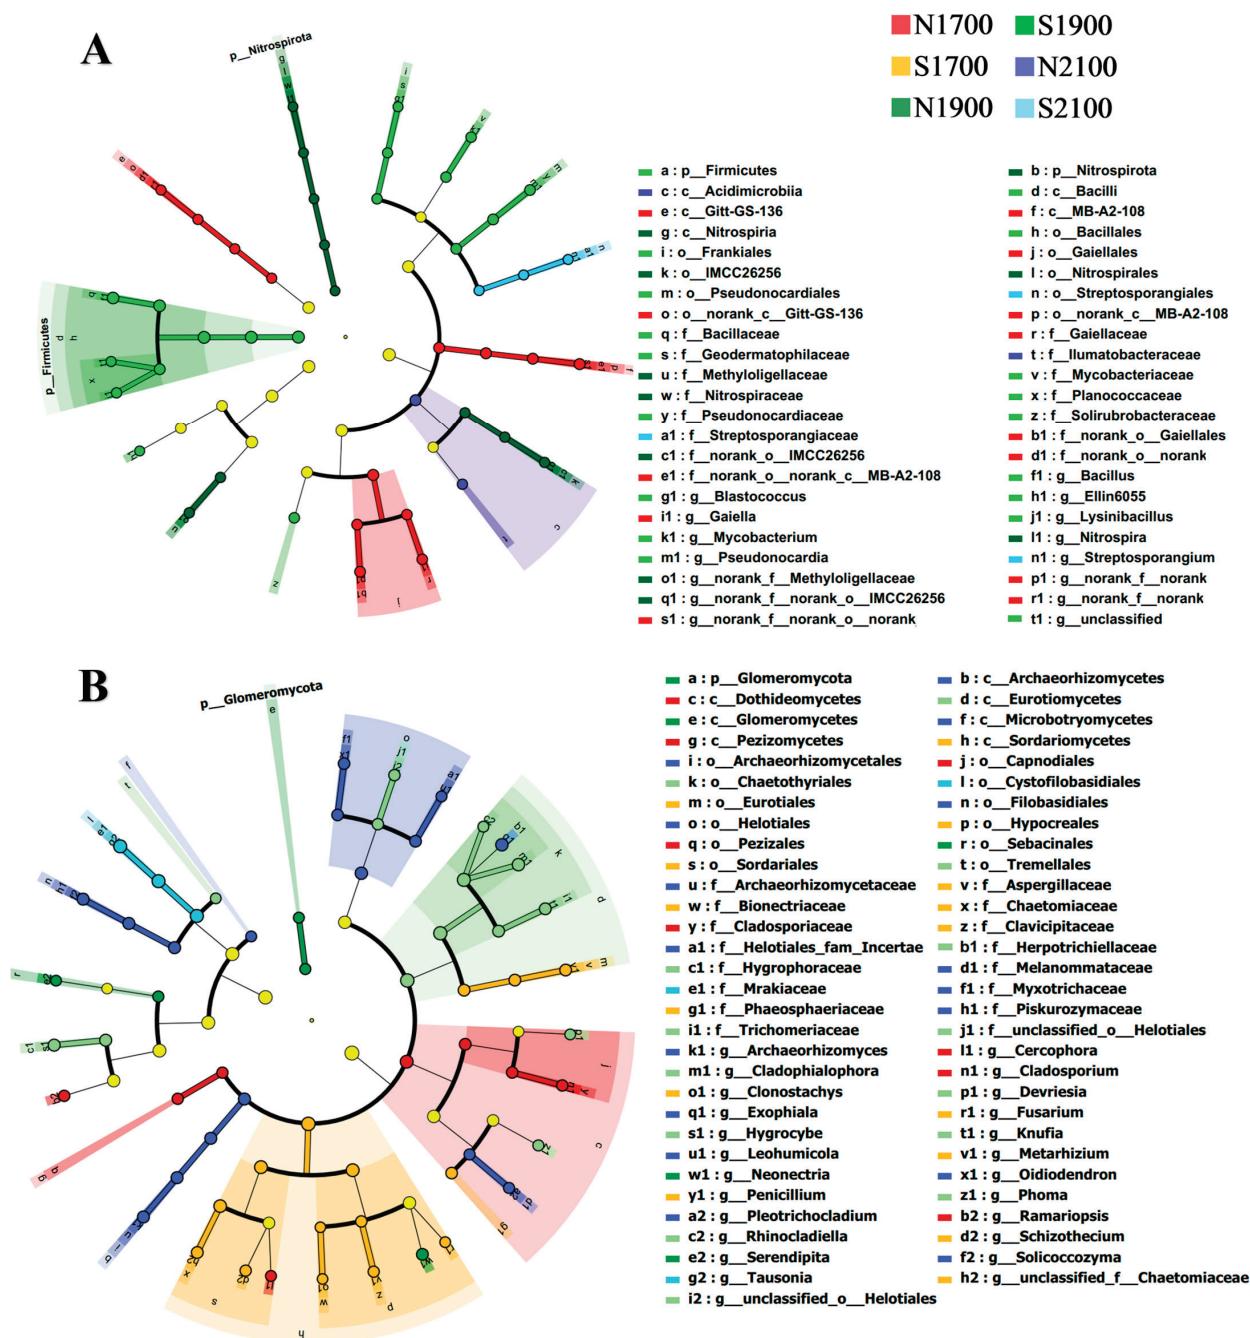 A
N1700 S1900
S1700 N2100
N1900 S2100
p__Nitrospirota
p__Firmicutes
a : p__Firmicutes b : p__Nitrospirota
c : c__Acidimicrobiia d : c__Bacilli
e : c__Gitt-GS-136 f : c__MB-A2-108
g : c__Nitrospiria h : o__Bacillales
i : o__Frankiales j : o__Gaiellales
k : o__IMCC26256 l : o__Nitrospirales
m : o__Pseudonocardiales n : o__Streptosporangiales
o : o__norank_c__Gitt-GS-136 p : o__norank_c__MB-A2-108
q : f__Bacillaceae r : f__Gaiellaceae
s : f__Geodermatophilaceae t : f__Ilumatobacteraceae
u : f__Methyloligellaceae v : f__Mycobacteriaceae
w : f__Nitrospiraceae x : f__Planococcaceae
y : f__Pseudonocardiaceae z : f__Solirubrobacteraceae
a1 : f__Streptosporangiaceae b1 : f__norank_o__Gaiellales
c1 : f__norank_o__IMCC26256 d1 : f__norank_o__norank
e1 : f__norank_o__norank_c__MB-A2-108 f1 : g__Bacillus
g1 : g__Blastococcus h1 : g__Ellin6055
i1 : g__Gaiella j1 : g__Lysinibacillus
k1 : g__Mycobacterium l1 : g__Nitrospira
m1 : g__Pseudonocardia n1 : g__Streptosporangium
o1 : g__norank_f__Methyloligellaceae p1 : g__norank_f__norank
q1 : g__norank_f__norank_o__IMCC26256 r1 : g__norank_f__norank
s1 : g__norank_f__norank_o__norank t1 : g__unclassified
B
p__Glomeromycota
a : p__Glomeromycota b : c__Archaeorhizomycetes
c : c__Dothideomycetes d : c__Eurotiomycetes
e : c__Glomeromycetes f : c__Microbotryomycetes
g : c__Pezizomycetes h : c__Sordariomycetes
i : o__Archaeorhizomycetales j : o__Capnodiales
k : o__Chaetothyriales l : o__Cystofilobasidiales
m : o__Eurotiales n : o__Filobasidiales
o : o__Helotiales p : o__Hypocreales
q : o__Pezizales r : o__Sebacinales
s : o__Sordariales t : o__Tremellales
u : f__Archaeorhizomycetaceae v : f__Aspergillaceae
w : f__Bionectriaceae x : f__Chaetomiaceae
y : f__Cladosporiaceae z : f__Clavicipitaceae
a1 : f__Helotiales_fam_Incertae b1 : f__Herpotrichiellaceae
c1 : f__Hygrophoraceae d1 : f__Melanommataceae
e1 : f__Mrakiaceae f1 : f__Myxotrichaceae
g1 : f__Phaeosphaeriaceae h1 : f__Piskurozymaceae
i1 : f__Trichomeriaceae j1 : f__unclassified_o__Helotiales
k1 : g__Archaeorhizomyces l1 : g__Cercophora
m1 : g__Cladophialophora n1 : g__Cladosporium
o1 : g__Clonostachys p1 : g__Devriesia
q1 : g__Exophiala r1 : g__Fusarium
s1 : g__Hygrocybe t1 : g__Knufia
u1 : g__Leohumicola v1 : g__Metarhizium
w1 : g__Neonectria x1 : g__Oidiodendron
y1 : g__Penicillium z1 : g__Phoma
a2 : g__Pleotrichocladium b2 : g__Ramariopsis
c2 : g__Rhinocladiella d2 : g__Schizothecium
e2 : g__Serendipita f2 : g__Solicoccozyma
g2 : g__Tausonia h2 : g__unclassified_f__Chaetomiaceae
i2 : g__unclassified_o__Helotiales